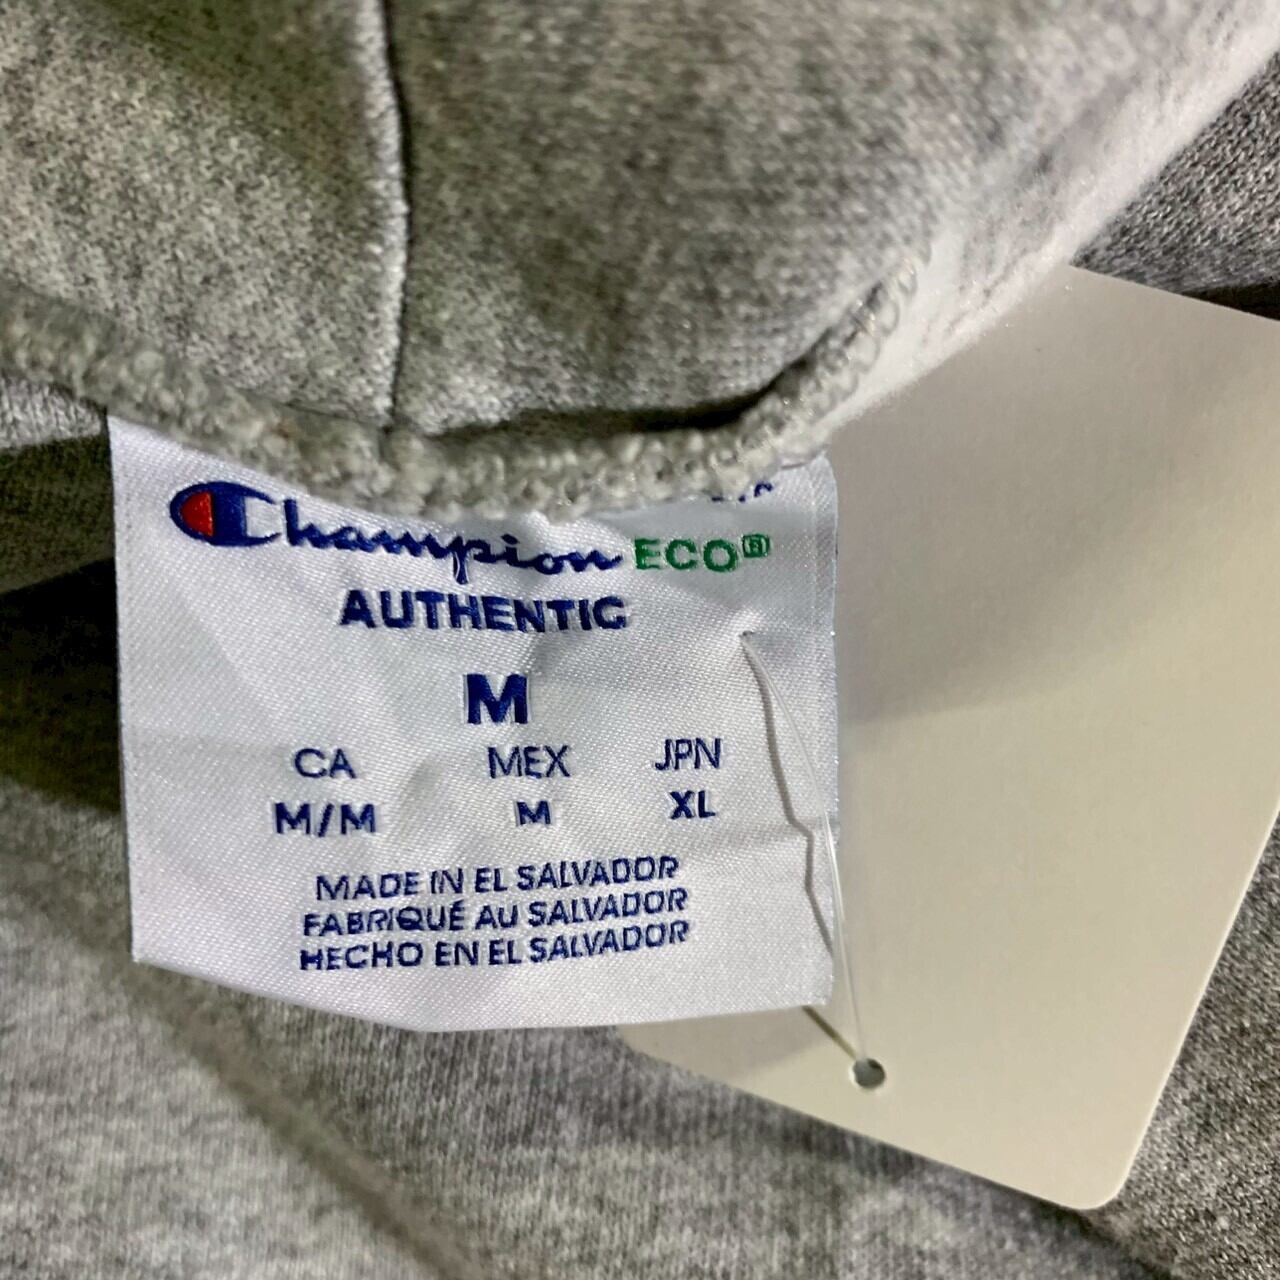 Champion ECO®
AUTHENTIC
M
CA MEX JPN
M/M M XL
MADE IN EL SALVADOR
FABRIQUÉ AU SALVADOR
HECHO EN EL SALVADOR